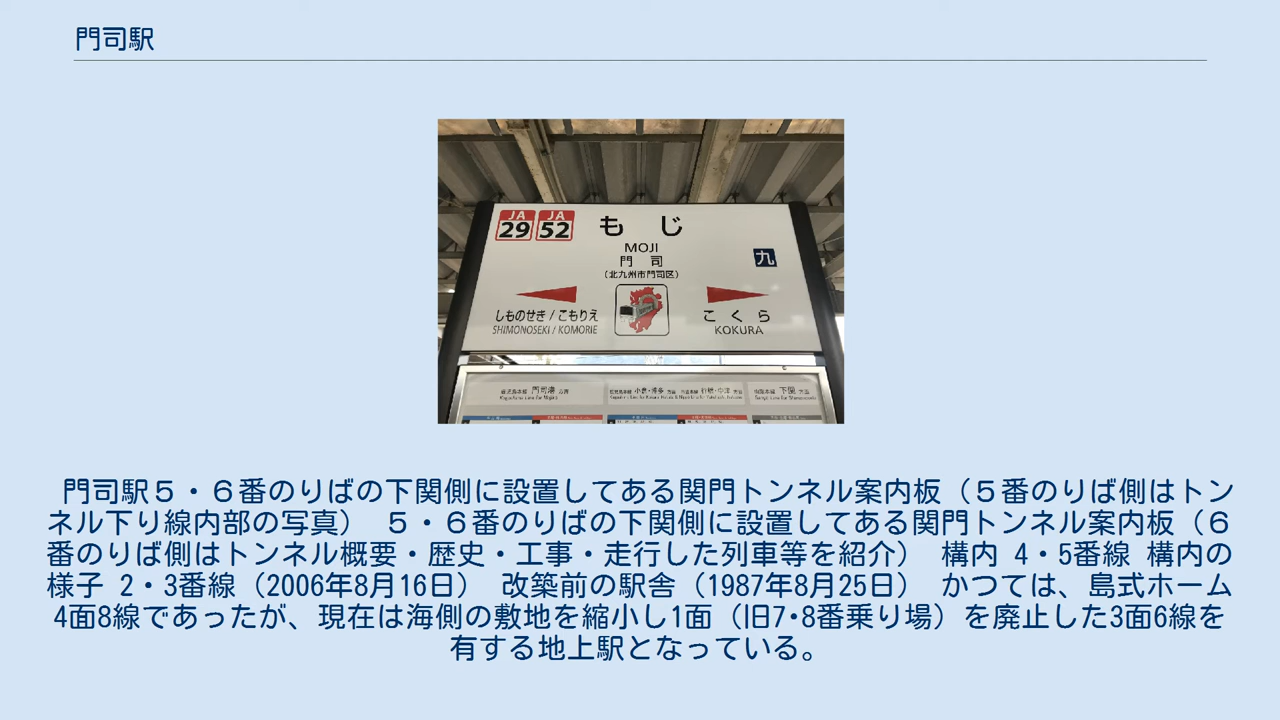 門司駅
JA JA
29 52
も じ
MOJI
門 司
(北九州市門司区)
九
しものせき / こもりえ
SHIMONOSEKI / KOMORIE
こ く ら
KOKURA
門司港
小倉・博多
下関
門司駅５・６番のりばの下関側に設置してある関門トンネル案内板（５番のりば側はトン
ネル下り線内部の写真） ５・６番のりばの下関側に設置してある関門トンネル案内板（６
番のりば側はトンネル概要・歴史・工事・走行した列車等を紹介） 構内 4・5番線 構内の
様子 2・3番線（2006年8月16日） 改築前の駅舎（1987年8月25日） かつては、島式ホーム
4面8線であったが、現在は海側の敷地を縮小し1面（旧7･8番乗り場）を廃止した3面6線を
有する地上駅となっている。